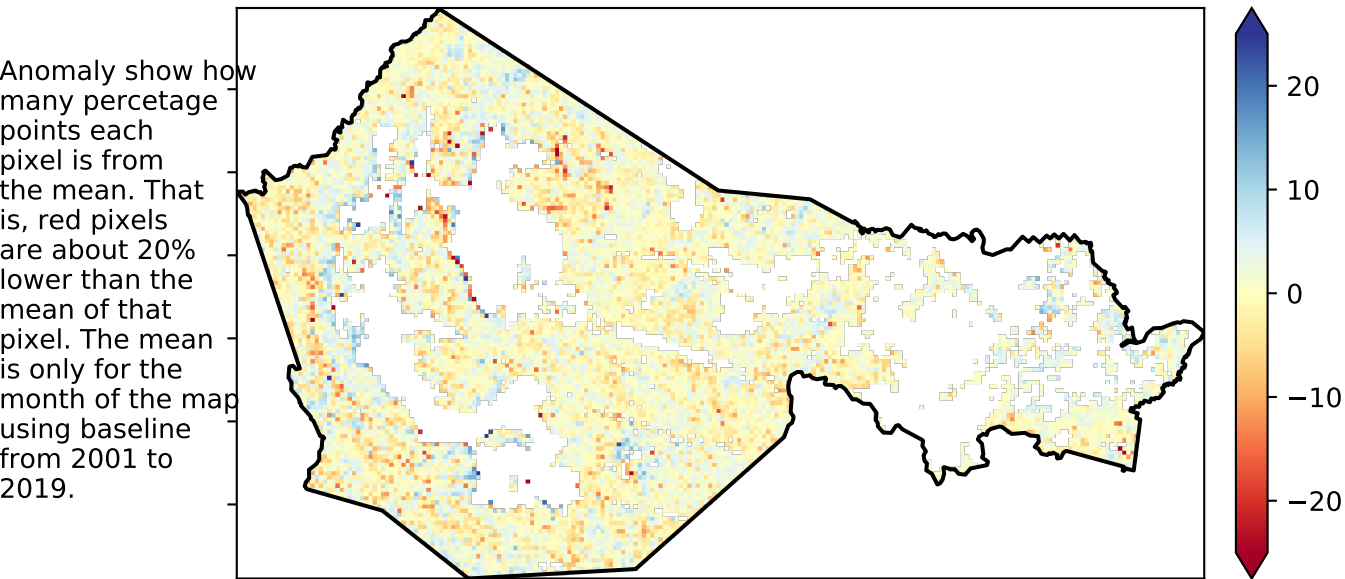 Anomaly show how
many percetage
points each
pixel is from
the mean. That
is, red pixels
are about 20%
lower than the
mean of that
pixel. The mean
is only for the
month of the map
using baseline
from 2001 to
2019.
20
10
0
−10
−20